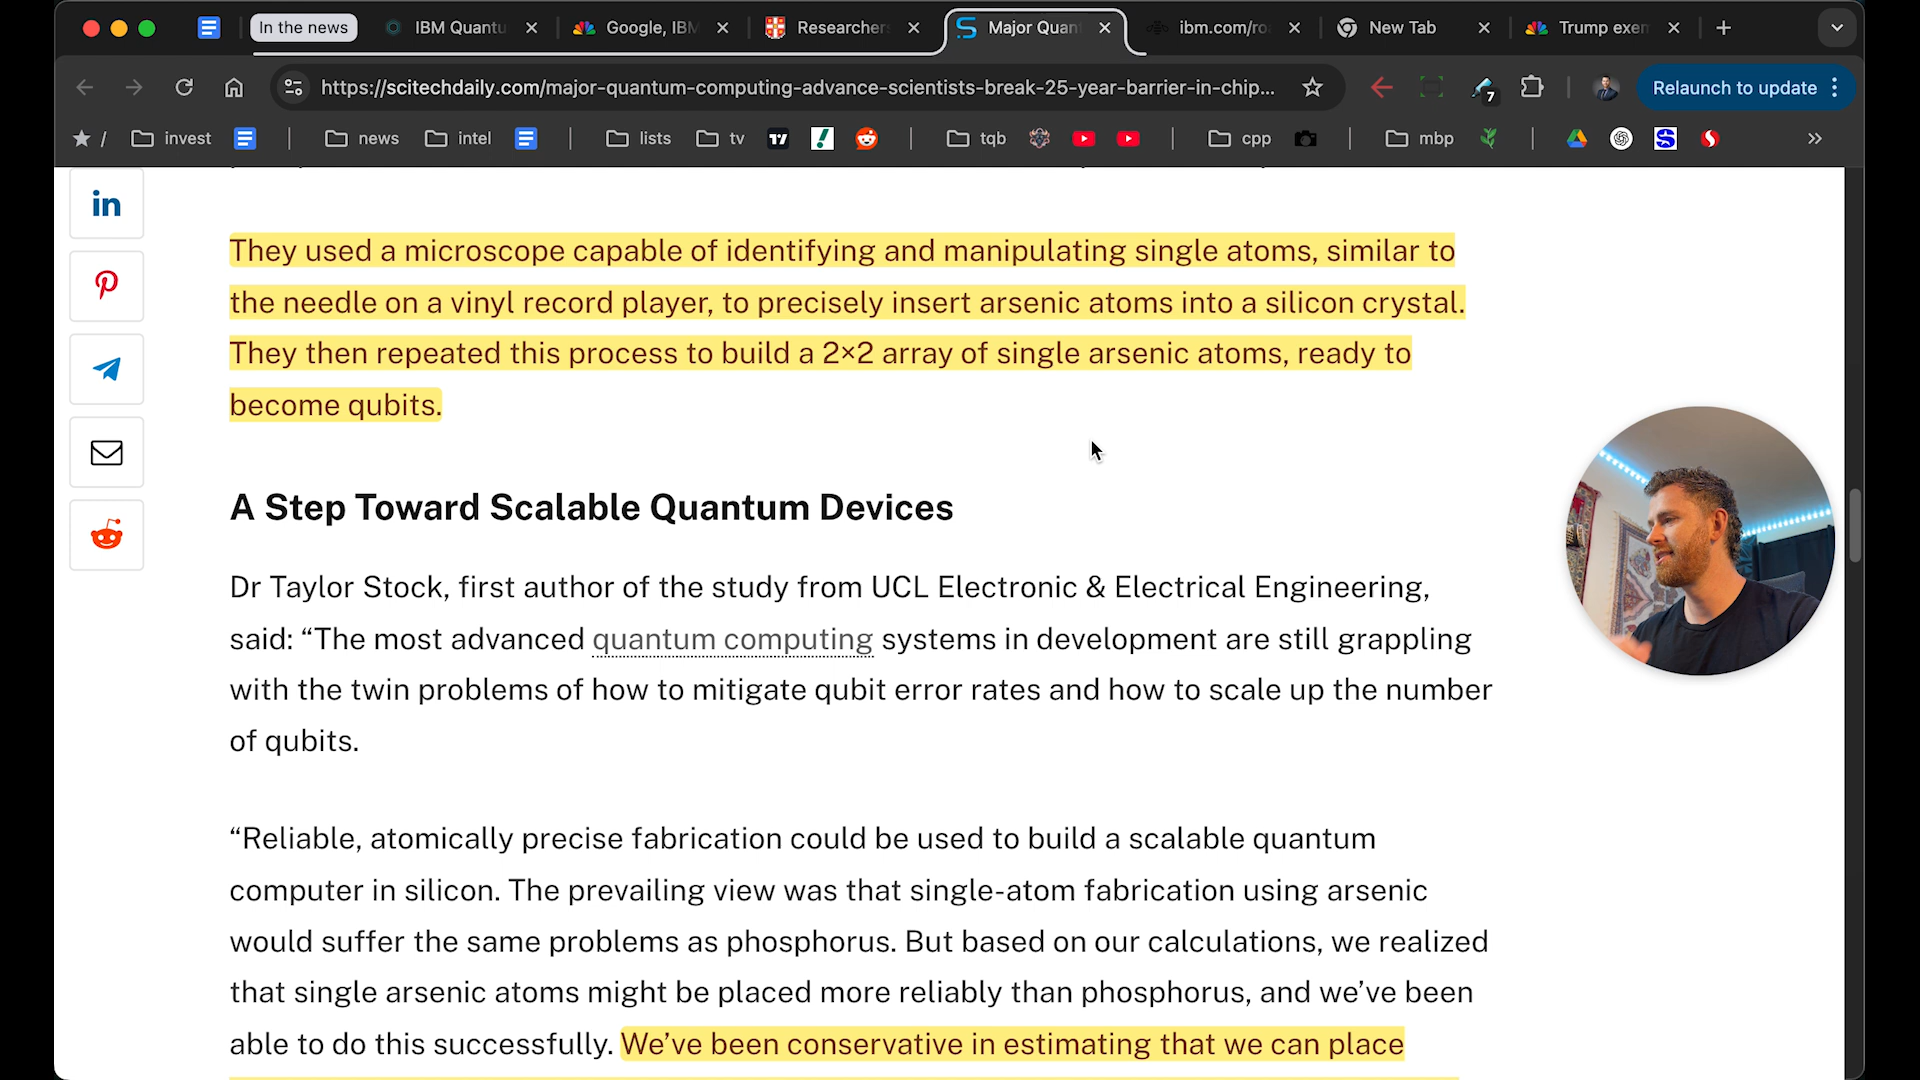 In the news
IBM Quantu
Google, IBM
Researcher
Major Quan
ibm.com/ro
New Tab
Trump exem
https://scitechdaily.com/major-quantum-computing-advance-scientists-break-25-year-barrier-in-chip...
7
Relaunch to update
/
invest
news
intel
lists
tv
tqb
cpp
mbp
in
They used a microscope capable of identifying and manipulating single atoms, similar to
the needle on a vinyl record player, to precisely insert arsenic atoms into a silicon crystal.
They then repeated this process to build a 2×2 array of single arsenic atoms, ready to
become qubits.
A Step Toward Scalable Quantum Devices
Dr Taylor Stock, first author of the study from UCL Electronic & Electrical Engineering,
said: “The most advanced quantum computing systems in development are still grappling
with the twin problems of how to mitigate qubit error rates and how to scale up the number
of qubits.
“Reliable, atomically precise fabrication could be used to build a scalable quantum
computer in silicon. The prevailing view was that single-atom fabrication using arsenic
would suffer the same problems as phosphorus. But based on our calculations, we realized
that single arsenic atoms might be placed more reliably than phosphorus, and we’ve been
able to do this successfully. We’ve been conservative in estimating that we can place